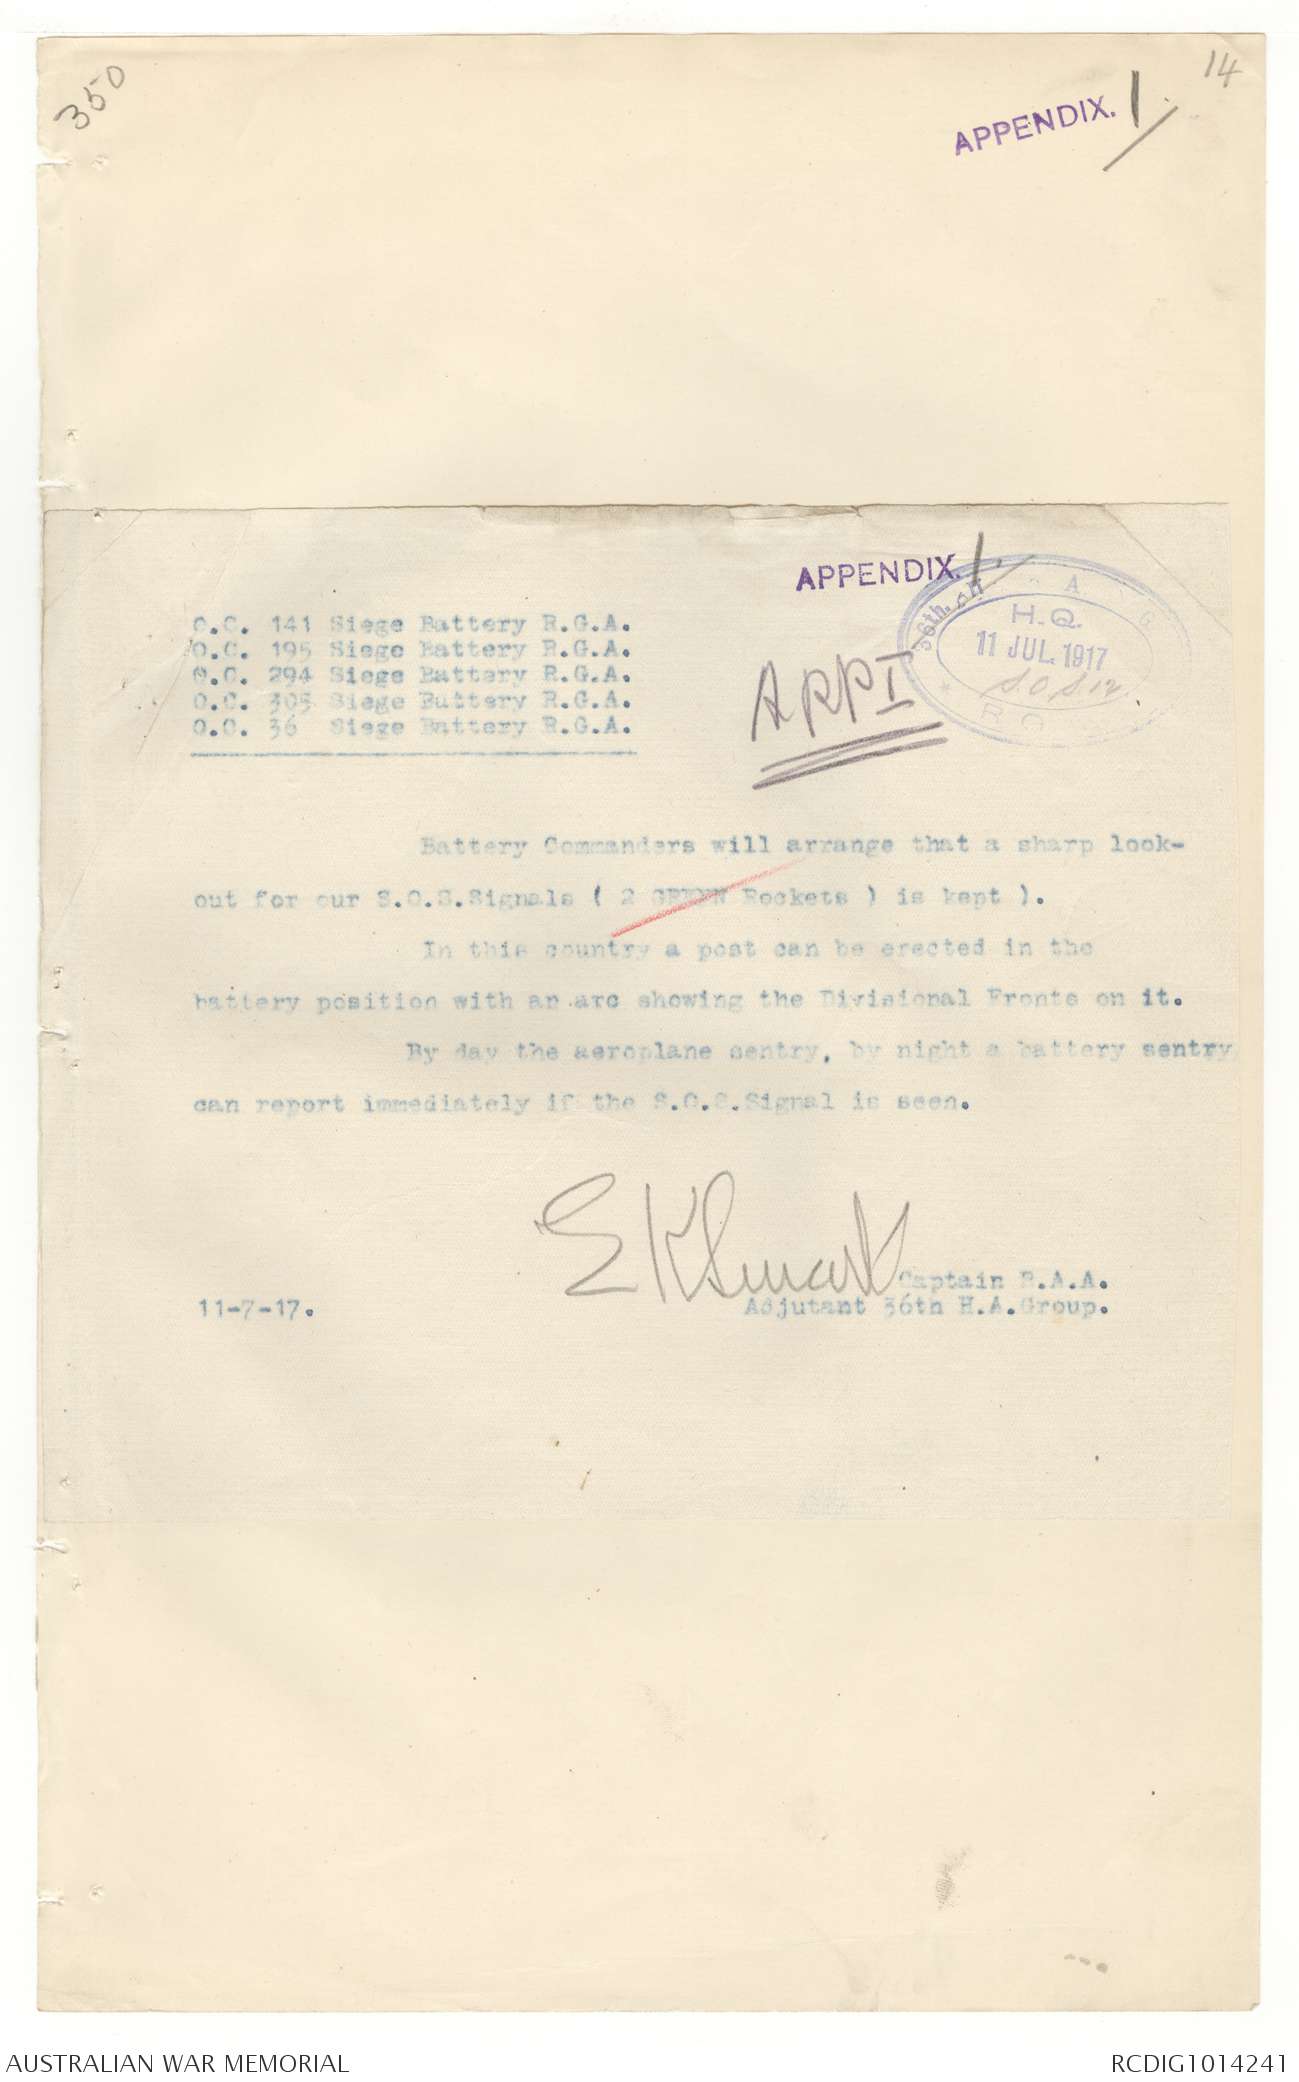 350
14
APPENDIX. 1.
APPENDIX. 1.
36th.
H.Q.
11 JUL. 1917
S.O.S. 12.
APP I
O.C. 141 Siege Battery R.G.A.
O.C. 195 Siege Battery R.G.A.
O.C. 294 Siege Battery R.G.A.
O.C. 305 Siege Battery R.G.A.
O.C. 36 Siege Battery R.G.A.
Battery Commanders will arrange that a sharp look-
out for our S.O.S.Signals ( 2 GREEN Rockets ) is kept ).
In this country a post can be erected in the
battery position with an arc showing the Divisional Fronts on it.
By day the aeroplane sentry, by night a battery sentry
can report immediately if the S.O.S.Signal is seen.
E K Smart
Captain R.A.A.
11-7-17.
Adjutant 36th H.A.Group.
AUSTRALIAN WAR MEMORIAL
RCDIG1014241